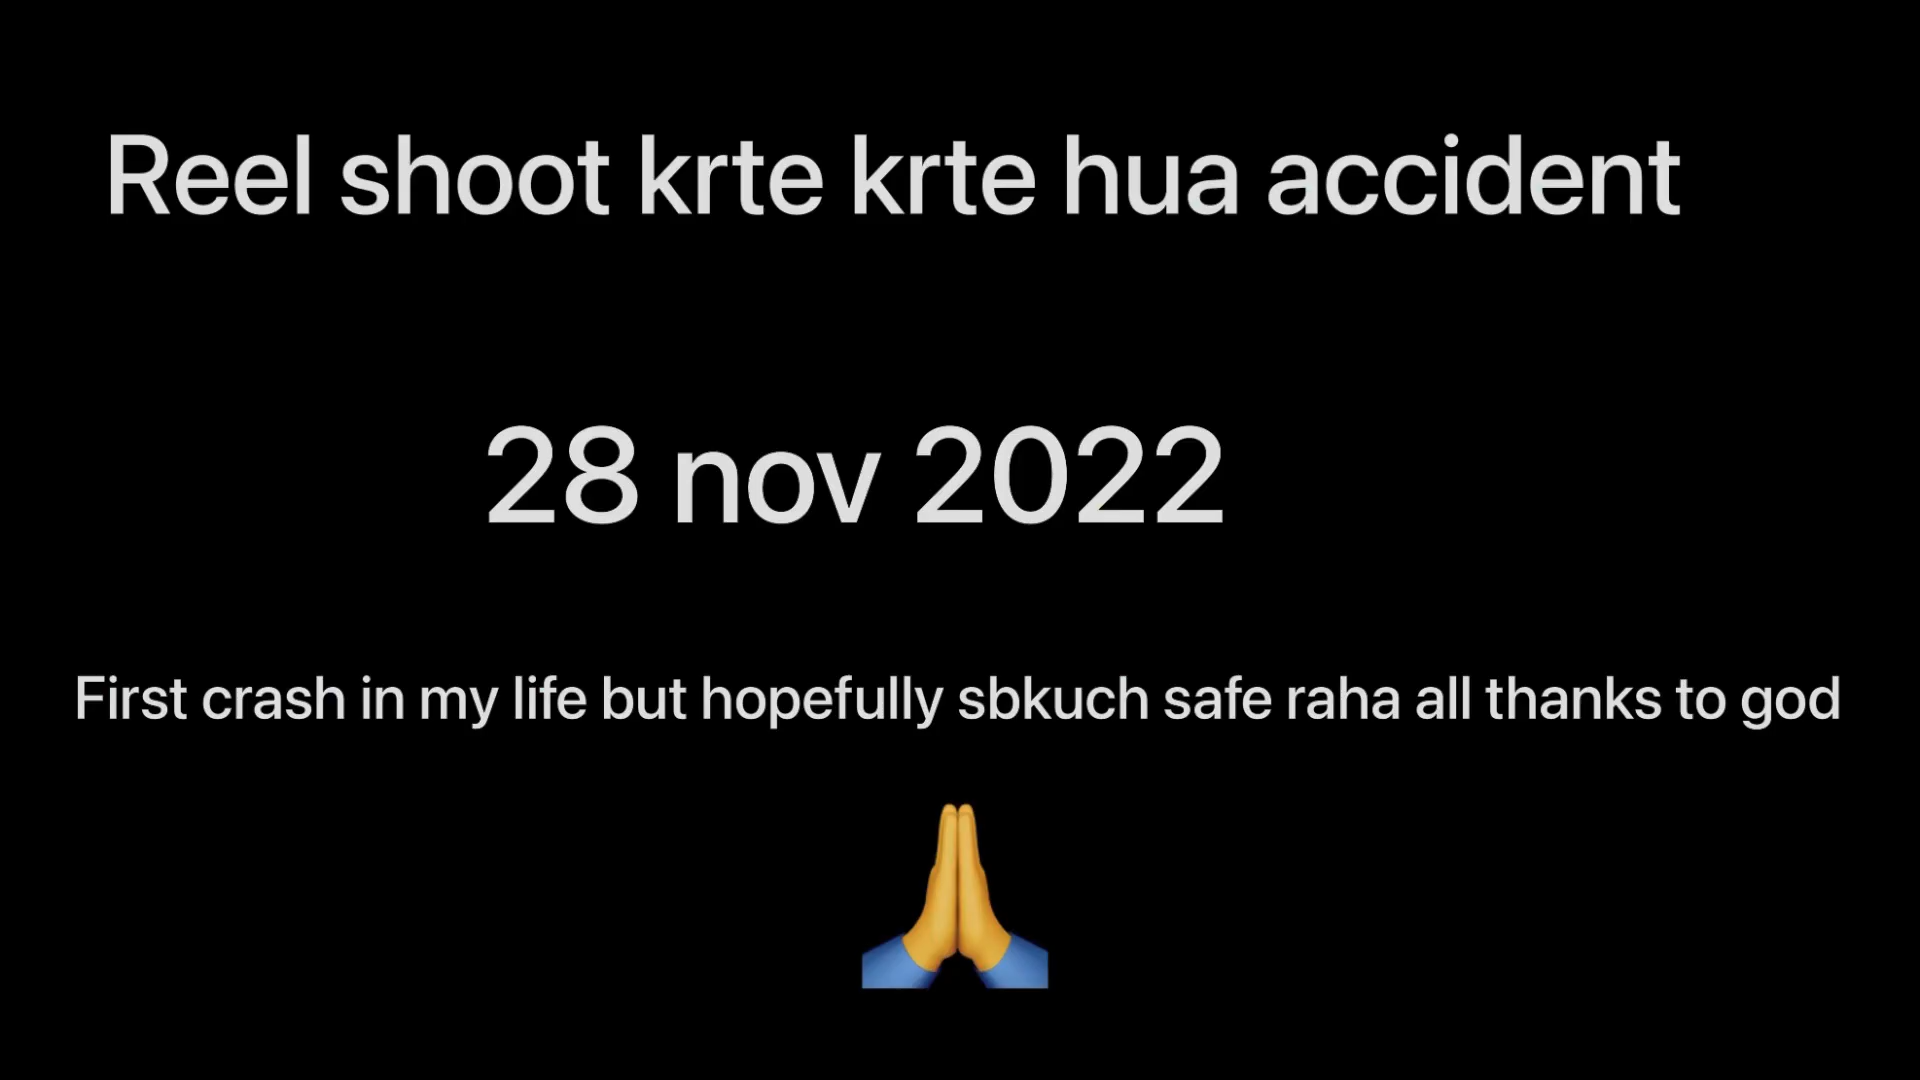 Reel shoot krte krte hua accident
28 nov 2022
First crash in my life but hopefully sbkuch safe raha all thanks to god
🙏